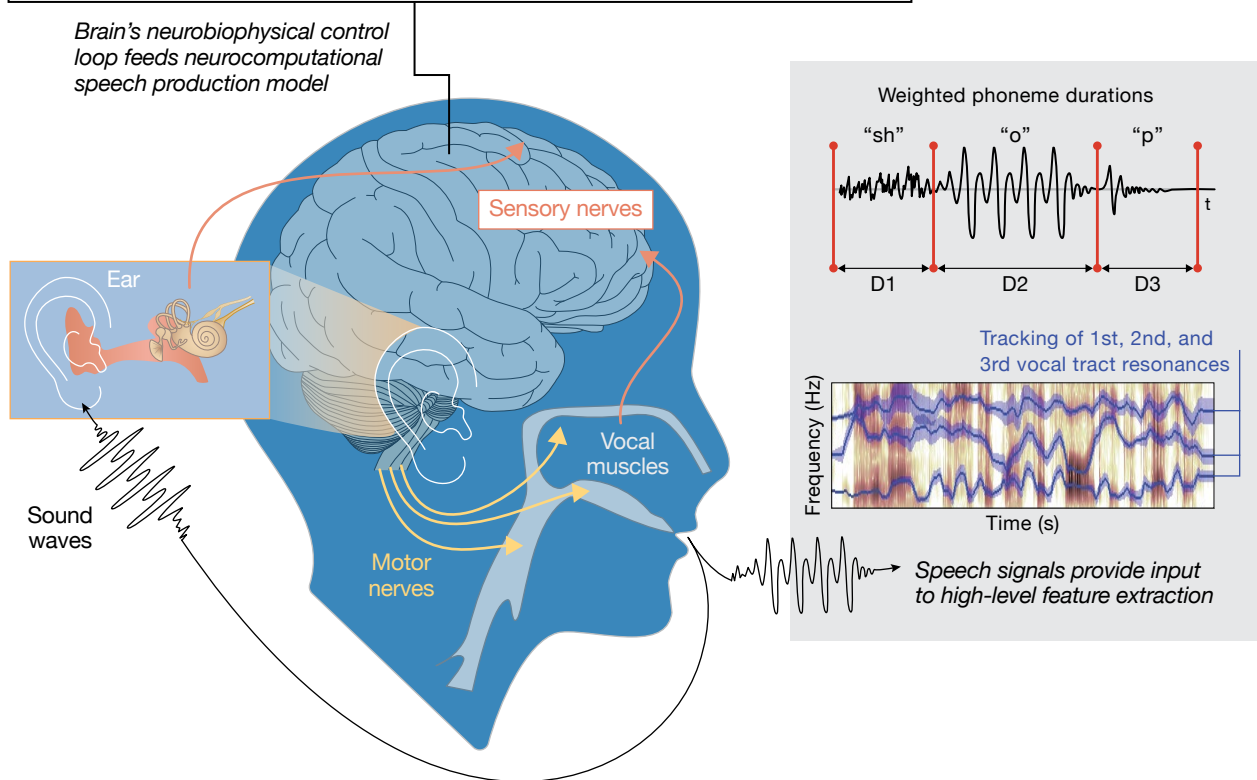 Brain's neurobiophysical control
loop feeds neurocomputational
speech production model
Weighted phoneme durations
“sh”
“o”
“p”
t
D1
D2
D3
Sensory nerves
Ear
Tracking of 1st, 2nd, and
3rd vocal tract resonances
Frequency (Hz)
Time (s)
Vocal
muscles
Sound
waves
Motor
nerves
Speech signals provide input
to high-level feature extraction